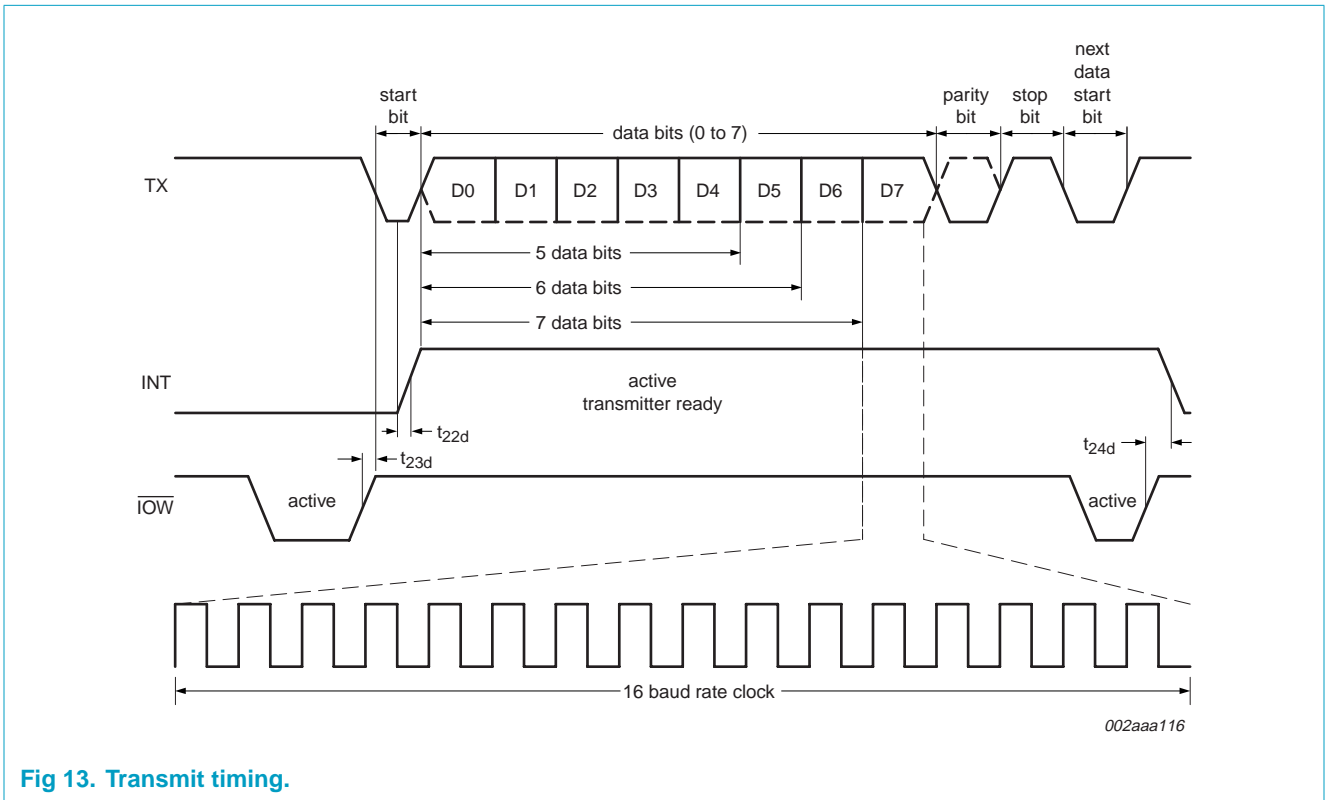 next
data
start
bit
start
bit
parity
bit
stop
bit
data bits (0 to 7)
TX
D0 D1 D2 D3 D4 D5 D6 D7
5 data bits
6 data bits
7 data bits
INT
active
transmitter ready
t22d
t23d
t24d
IOW
active
active
16 baud rate clock
002aaa116
Fig 13. Transmit timing.